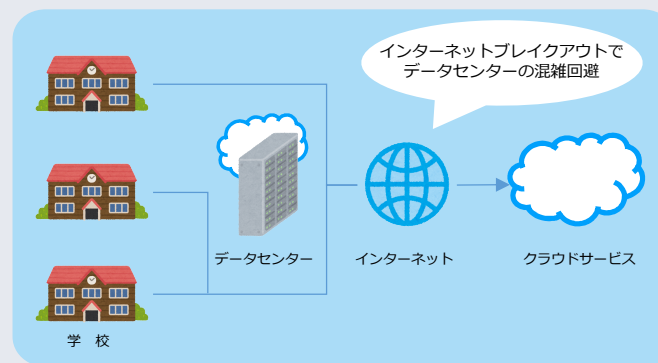 インターネットブレイクアウトで
データセンターの混雑回避
データセンター
インターネット
クラウドサービス
学　校